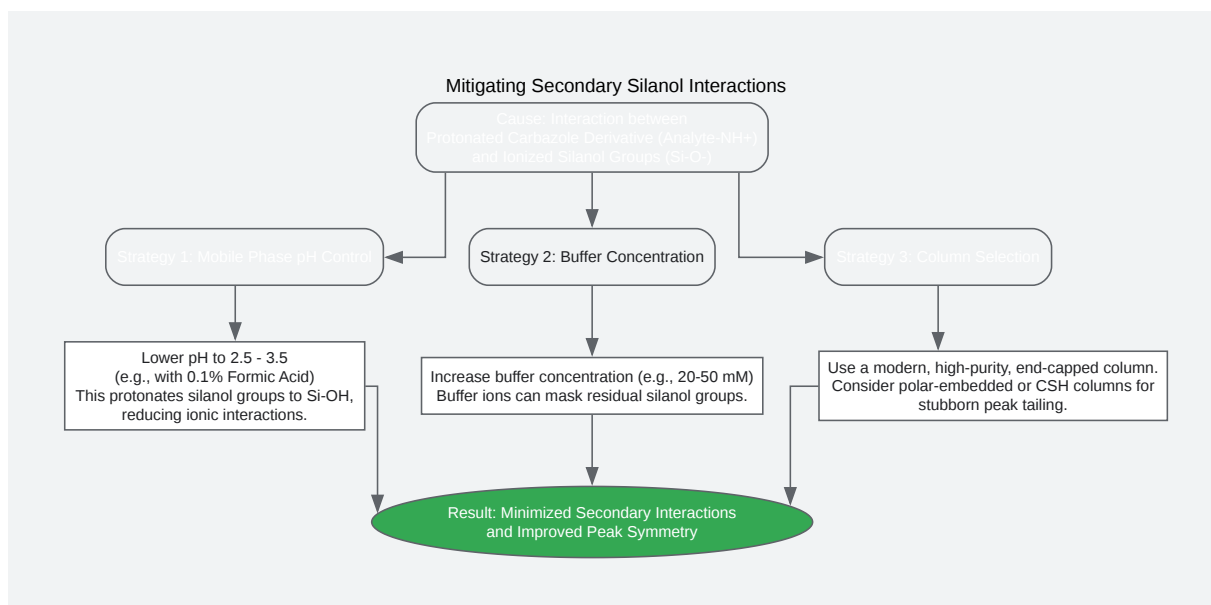 Mitigating Secondary Silanol Interactions
Cause: Interaction between
Protonated Carbazole Derivative (Analyte-NH+)
and Ionized Silanol Groups (Si-O-)
Strategy 1: Mobile Phase pH Control
Strategy 2: Buffer Concentration
Strategy 3: Column Selection
Lower pH to 2.5 - 3.5
(e.g., with 0.1% Formic Acid)
This protonates silanol groups to Si-OH,
reducing ionic interactions.
Increase buffer concentration (e.g., 20-50 mM)
Buffer ions can mask residual silanol groups.
Use a modern, high-purity, end-capped column.
Consider polar-embedded or CSH columns for
stubborn peak tailing.
Result: Minimized Secondary Interactions
and Improved Peak Symmetry